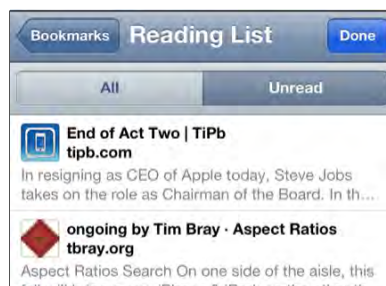 Bookmarks Reading List Done
All Unread
End of Act Two | TiPb
tipb.com
In resigning as CEO of Apple today, Steve Jobs
takes on the role as Chairman of the Board. In th...
ongoing by Tim Bray · Aspect Ratios
tbray.org
Aspect Ratios Search On one side of the aisle, this